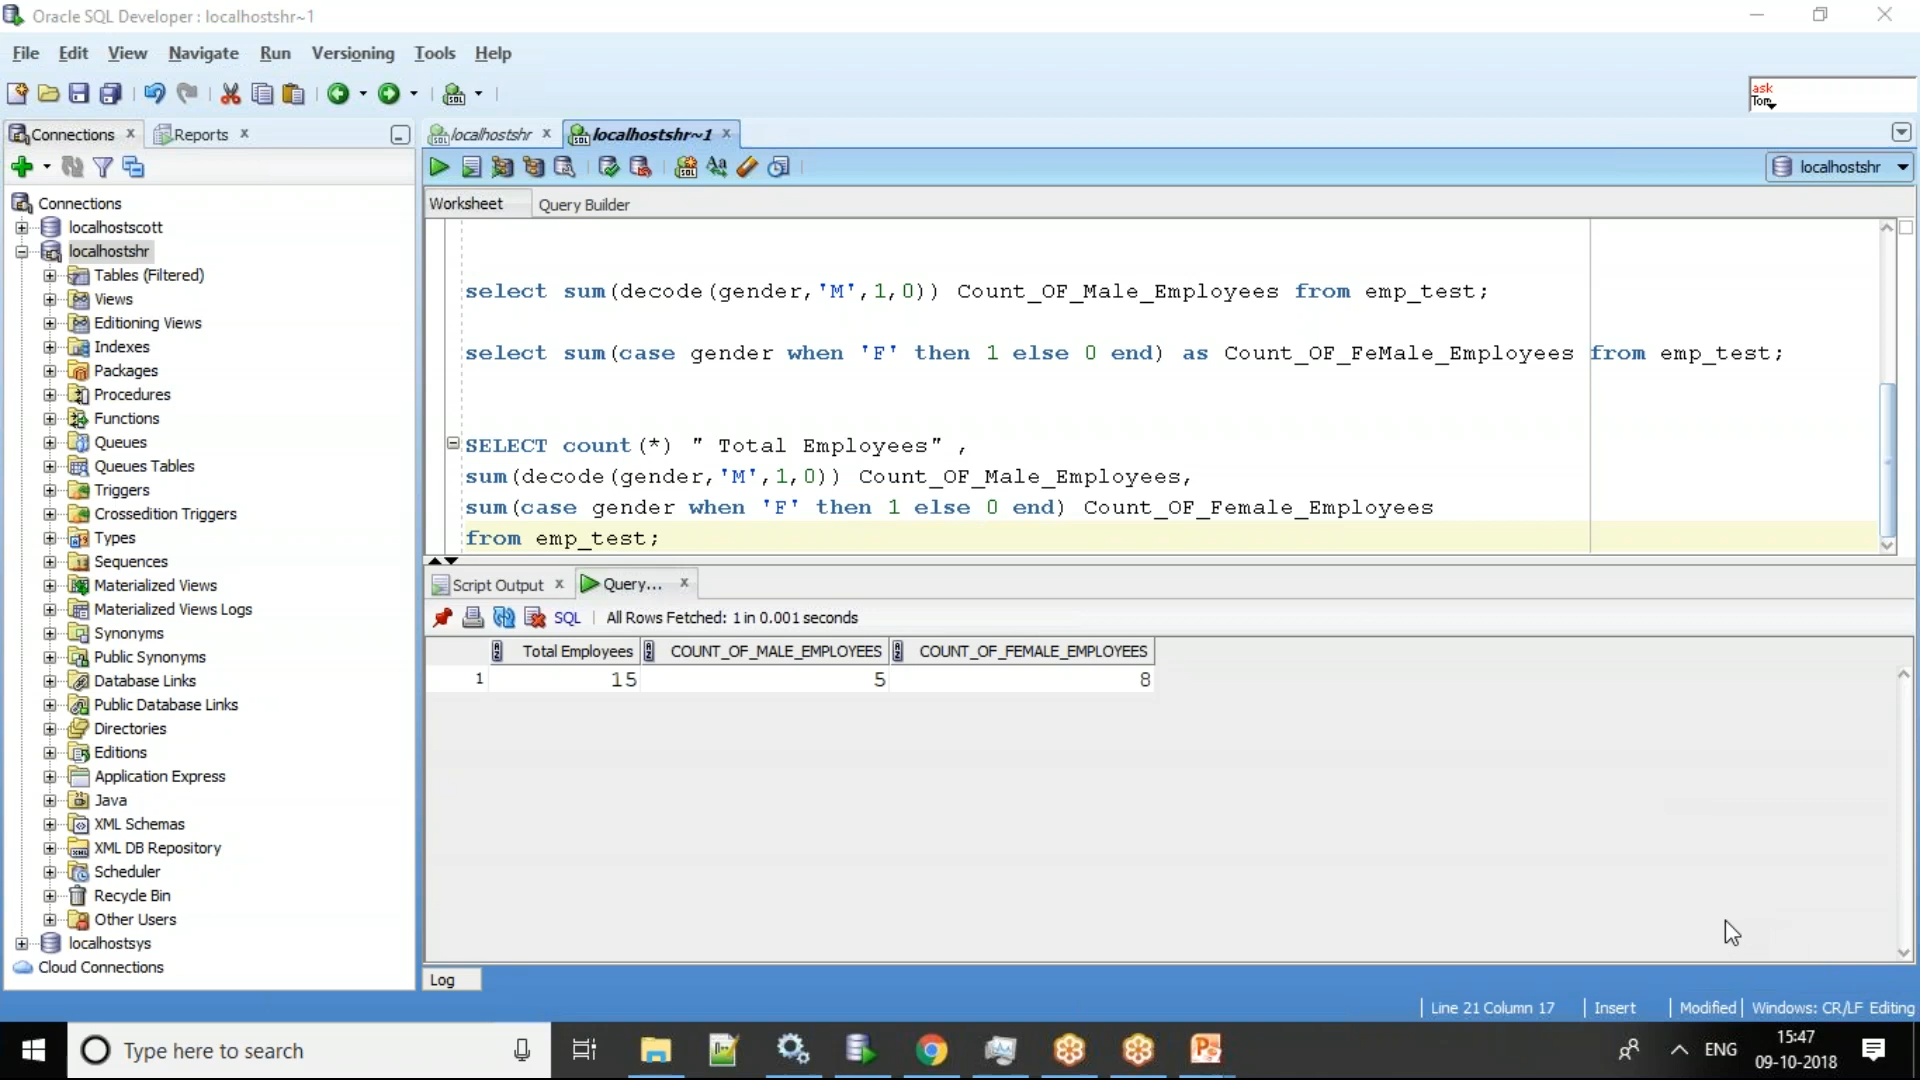 Oracle SQL Developer : localhostshr~1
File Edit View Navigate Run Versioning Tools Help
ask
Tom
Connections Reports
localhostshr localhostshr~1
localhostshr
Worksheet Query Builder
Connections
localhostscott
localhostshr
Tables (Filtered)
Views
Editioning Views
Indexes
Packages
Procedures
Functions
Queues
Queues Tables
Triggers
Crossedition Triggers
Types
Sequences
Materialized Views
Materialized Views Logs
Synonyms
Public Synonyms
Database Links
Public Database Links
Directories
Editions
Application Express
Java
XML Schemas
XML DB Repository
Scheduler
Recycle Bin
Other Users
localhostsys
Cloud Connections
select sum(decode(gender,'M',1,0)) Count_OF_Male_Employees from emp_test;
select sum(case gender when 'F' then 1 else 0 end) as Count_OF_FeMale_Employees from emp_test;
SELECT count(*) " Total Employees" ,
sum(decode(gender,'M',1,0)) Count_OF_Male_Employees,
sum(case gender when 'F' then 1 else 0 end) Count_OF_Female_Employees
from emp_test;
Script Output Query...
SQL All Rows Fetched: 1 in 0.001 seconds
Total Employees COUNT_OF_MALE_EMPLOYEES COUNT_OF_FEMALE_EMPLOYEES
1 15 5 8
Log
Line 21 Column 17 Insert Modified Windows: CR/LF Editing
Type here to search
ENG
15:47
09-10-2018